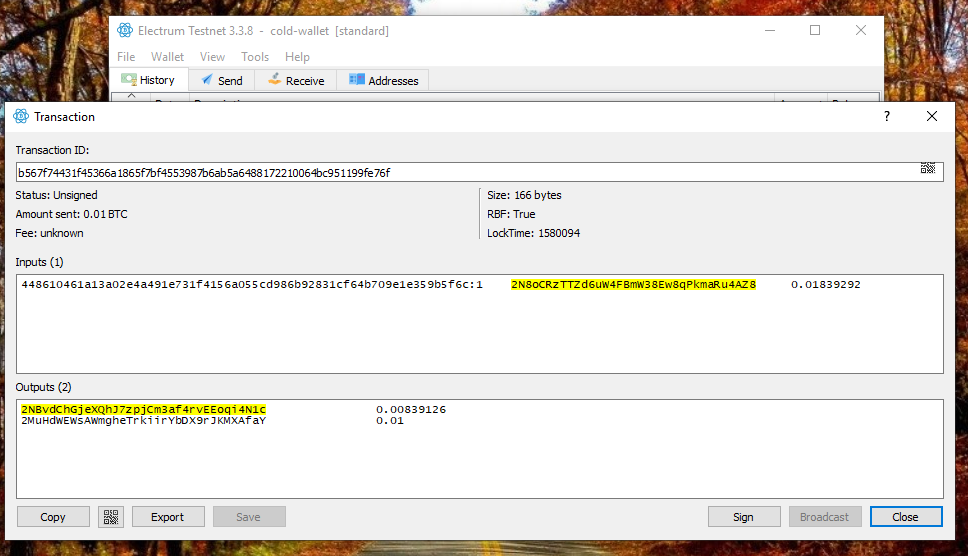 Electrum Testnet 3.3.8 - cold-wallet [standard]
File Wallet View Tools Help
History Send Receive Addresses
Transaction
Transaction ID:
b567f74431f45366a1865f7bf4553987b6ab5a6488172210064bc951199fe76f
Status: Unsigned
Amount sent: 0.01 BTC
Fee: unknown
Size: 166 bytes
RBF: True
LockTime: 1580094
Inputs (1)
448610461a13a02e4a491e731f4156a055cd986b92831cf64b709e1e359b5f6c:1 2N8oCRzTTZd6uW4FBmW38Ew8qPkmaRu4AZ8 0.01839292
Outputs (2)
2NBvdChGjeXQhJ7zpjCm3af4rvEEoqi4N1c 0.00839126
2MuHdWEWsAWmgheTrkiirYbDX9rJKMXAfaY 0.01
Copy Export Save Sign Broadcast Close